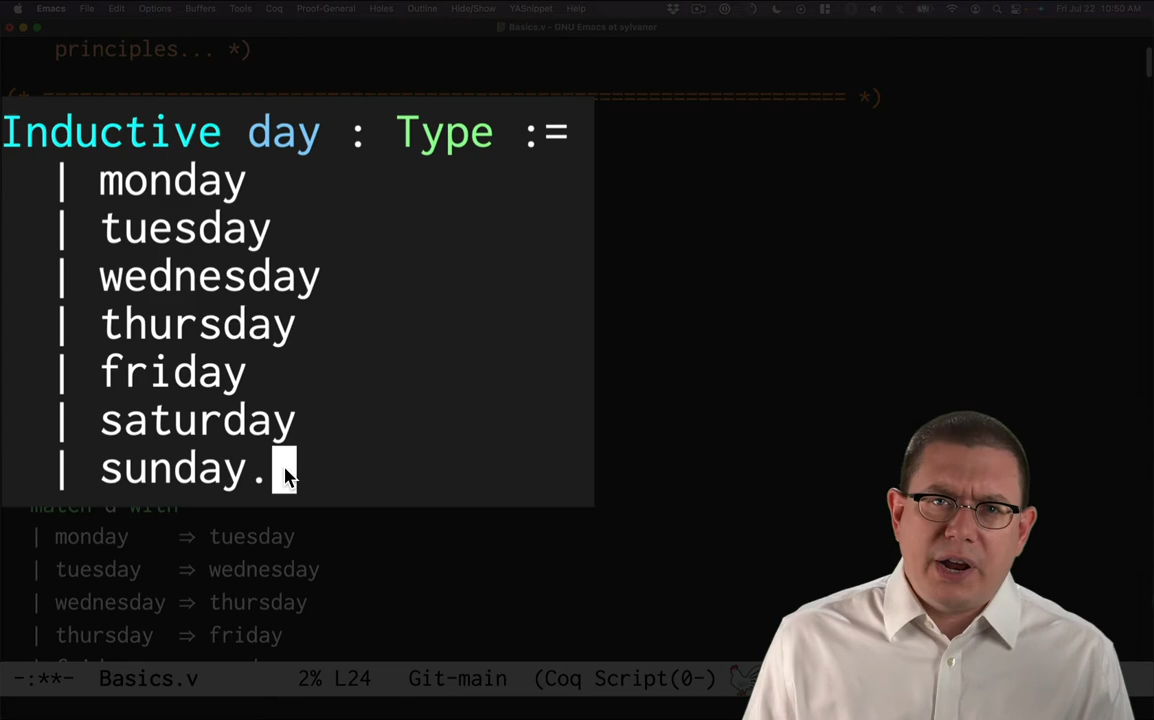 Emacs File Edit Options Buffers Tools Coq Proof-General Holes Outline Hide/Show YASnippet Help Fri Jul 22 10:50 AM
Basics.v – GNU Emacs at sylvaner
principles... *)
(* ================================================================= *)
Inductive day : Type :=
| monday
| tuesday
| wednesday
| thursday
| friday
| saturday
| sunday.
match d with
| monday ⇒ tuesday
| tuesday ⇒ wednesday
| wednesday ⇒ thursday
| thursday ⇒ friday
-:**- Basics.v 2% L24 Git-main (Coq Script(0-)